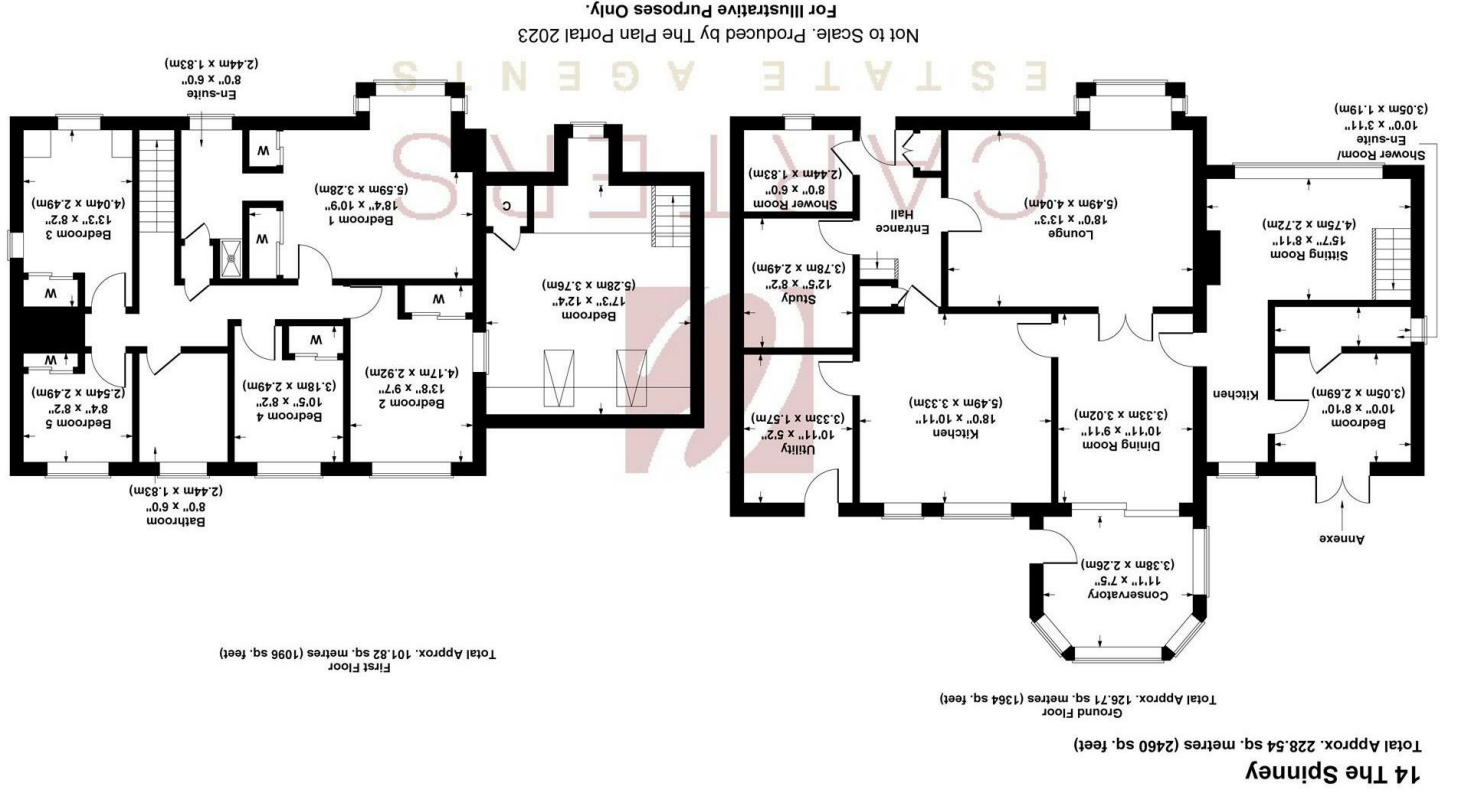 14 The Spinney
Total Approx. 228.54 sq. metres (2460 sq. feet)
Ground Floor
Total Approx. 126.71 sq. metres (1364 sq. feet)
Annexe
Bedroom
10'0" x 8'10"
(3.05m x 2.69m)
Kitchen
Sitting Room
15'7" x 8'11"
(4.75m x 2.72m)
Shower Room/
En-suite
10'0" x 3'11"
(3.05m x 1.19m)
Conservatory
11'1" x 7'5"
(3.38m x 2.26m)
Dining Room
10'11" x 9'11"
(3.33m x 3.02m)
Kitchen
18'0" x 10'11"
(5.49m x 3.33m)
Utility
10'11" x 5'2"
(3.33m x 1.57m)
Lounge
18'0" x 13'3"
(5.49m x 4.04m)
Entrance
Hall
Study
12'5" x 8'2"
(3.78m x 2.49m)
Shower Room
8'0" x 6'0"
(2.44m x 1.83m)
First Floor
Total Approx. 101.82 sq. metres (1096 sq. feet)
Bedroom
17'3" x 12'4"
(5.28m x 3.76m)
C
Bedroom 2
13'8" x 9'7"
(4.17m x 2.92m)
W
Bedroom 4
10'5" x 8'2"
(3.18m x 2.49m)
W
Bathroom
8'0" x 6'0"
(2.44m x 1.83m)
Bedroom 5
8'4" x 8'2"
(2.54m x 2.49m)
W
Bedroom 1
18'4" x 10'9"
(5.59m x 3.28m)
W
W
En-suite
8'0" x 6'0"
(2.44m x 1.83m)
Bedroom 3
13'3" x 8'2"
(4.04m x 2.49m)
W
CARTERS
ESTATE AGENTS
Not to Scale. Produced by The Plan Portal 2023
For Illustrative Purposes Only.